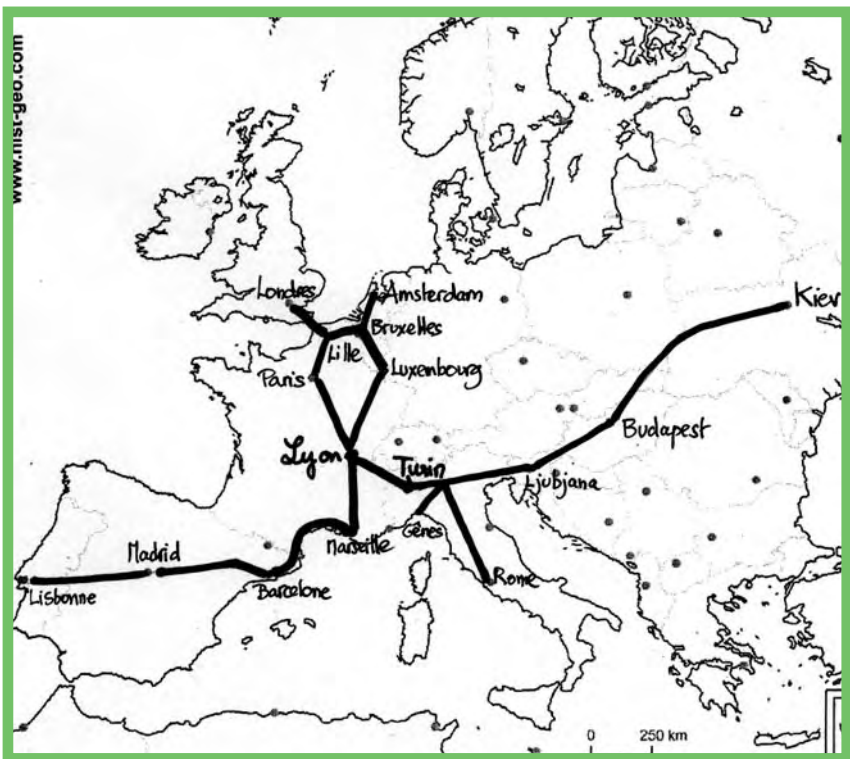 www.hist-geo.com
Londres
Amsterdam
Kiev
Bruxelles
Lille
Paris
Luxembourg
Budapest
Lyon
Turin
Ljubjana
Gênes
Marseille
Madrid
Rome
Barcelone
Lisbonne
0 250 km